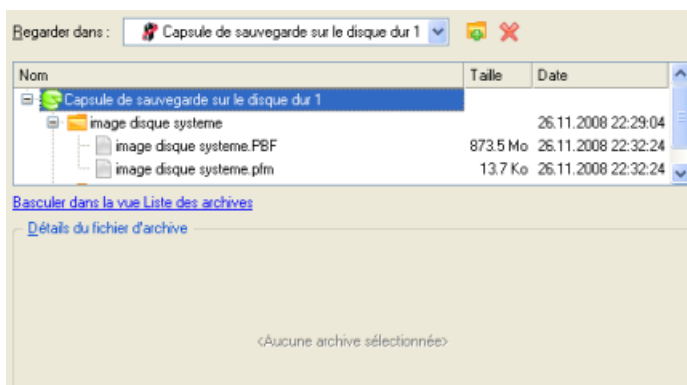 Regarder dans : Capsule de sauvegarde sur le disque dur 1
Nom Taille Date
Capsule de sauvegarde sur le disque dur 1
image disque systeme 26.11.2008 22:29:04
image disque systeme.PBF 873.5 Mo 26.11.2008 22:32:24
image disque systeme.pfm 13.7 Ko 26.11.2008 22:32:24
Basculer dans la vue Liste des archives
Détails du fichier d'archive
<Aucune archive sélectionnée>